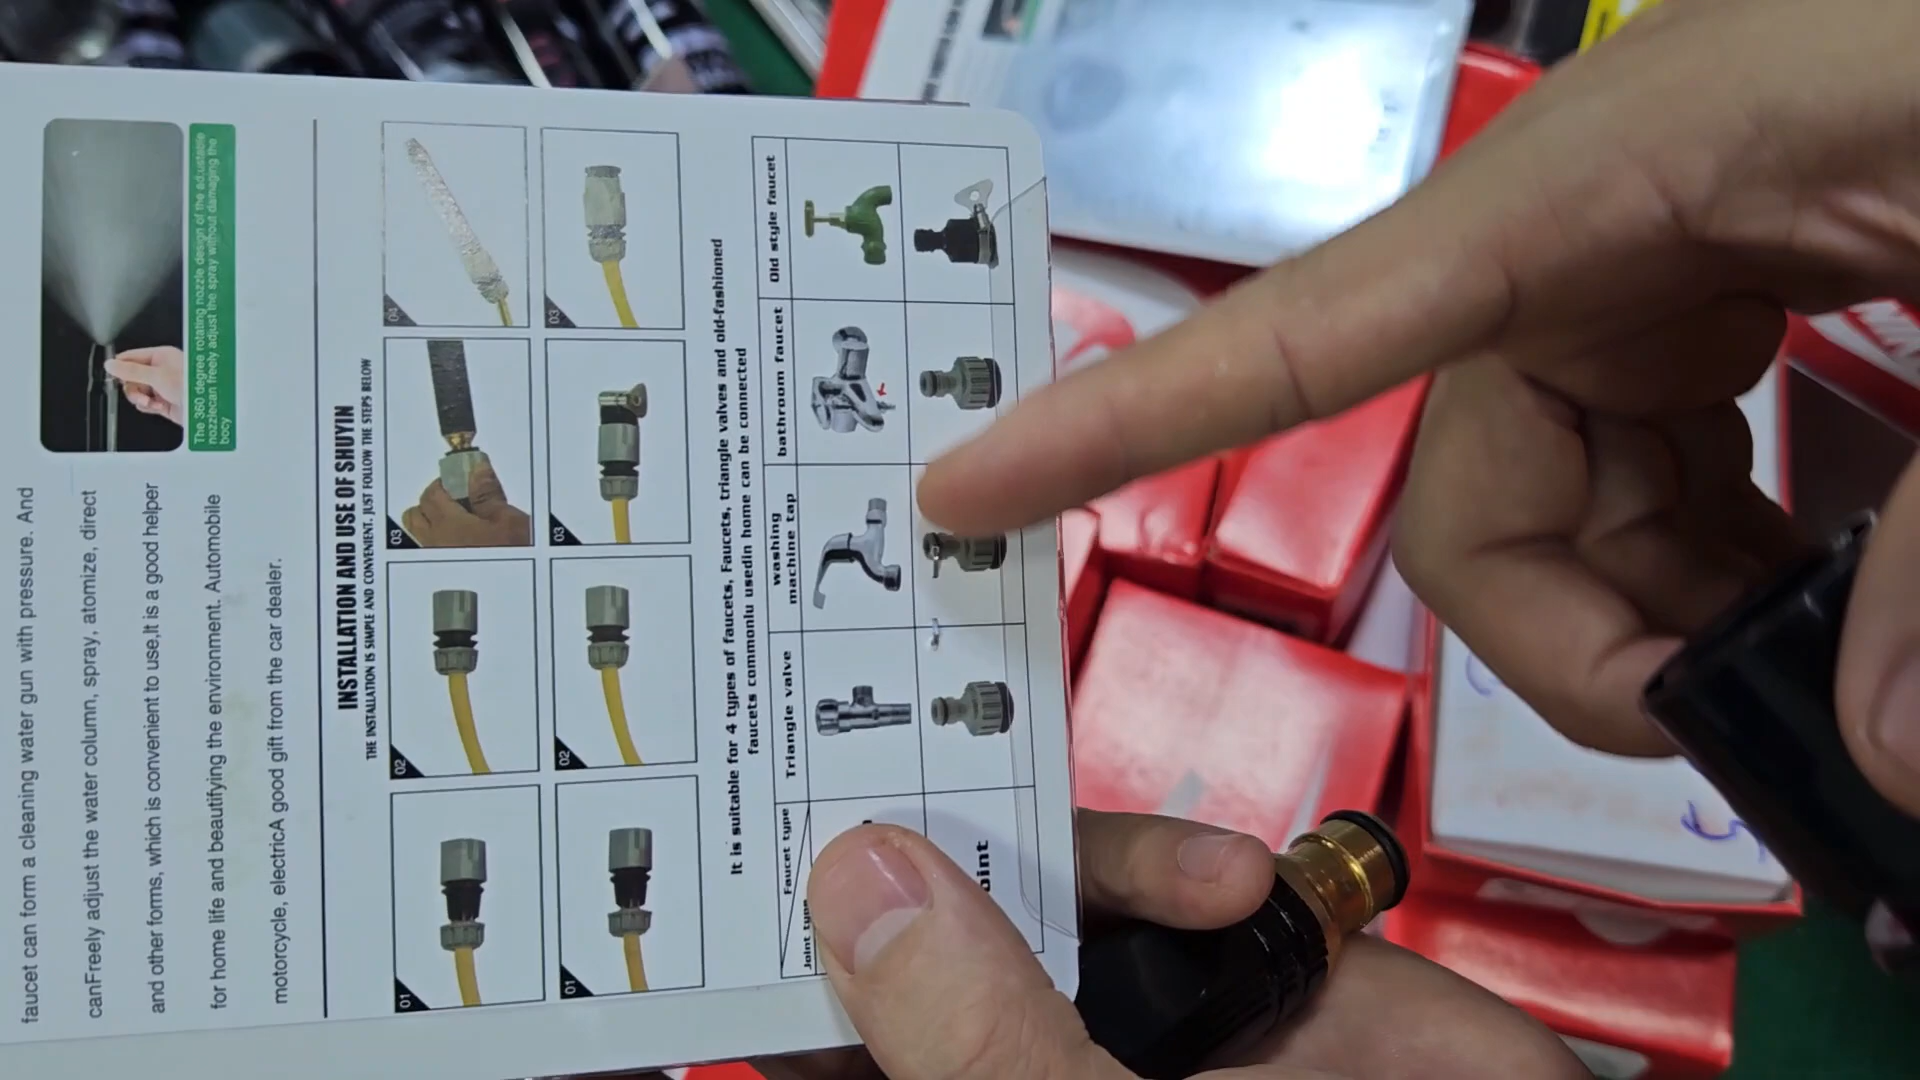 faucet can form a cleaning water gun with pressure. And
canFreely adjust the water column, spray, atomize, direct
and other forms, which is convenient to use,It is a good helper
for home life and beautifying the environment. Automobile
motorcycle, electricA good gift from the car dealer.
The 360 degree rotating nozzle design of the adjustable
nozzlecan freely adjust the spray without damaging the
bocy
INSTALLATION AND USE OF SHUYIN
THE INSTALLATION IS SIMPLE AND CONVENIENT. JUST FOLLOW THE STEPS BELOW
01
02
03
04
01
02
03
03
It is suitable for 4 types of faucets, Faucets, triangle valves and old-fashioned
faucets commonlu usedin home can be connected
Faucet type
Joint type
Triangle valve
washing
machine tap
bathroom faucet
Old style faucet
oint